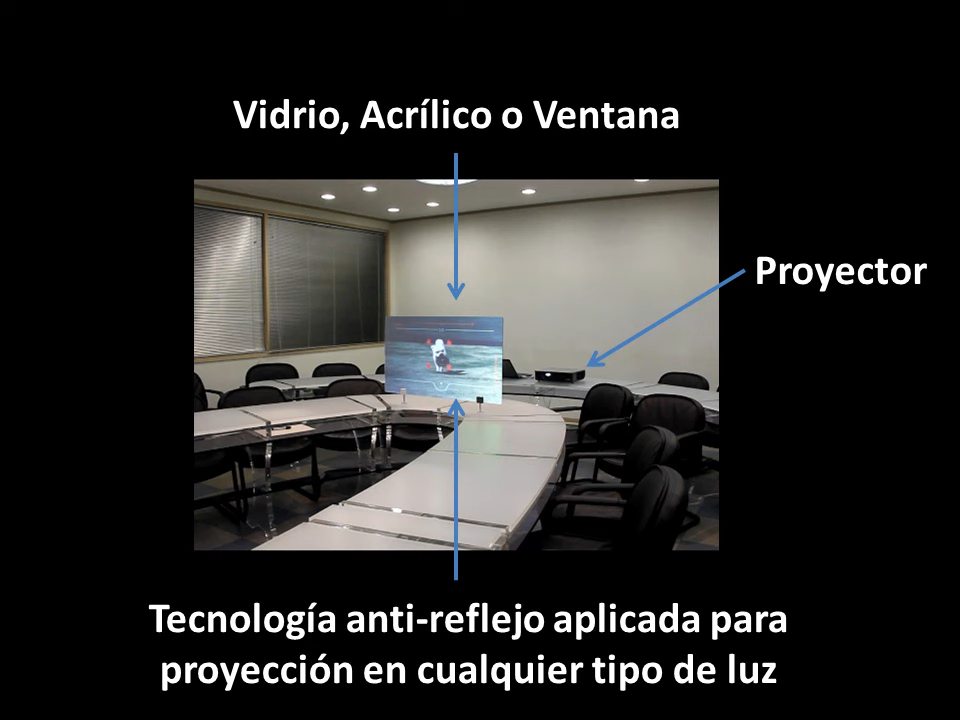 Vidrio, Acrílico o Ventana
Proyector
Tecnología anti-reflejo aplicada para
proyección en cualquier tipo de luz